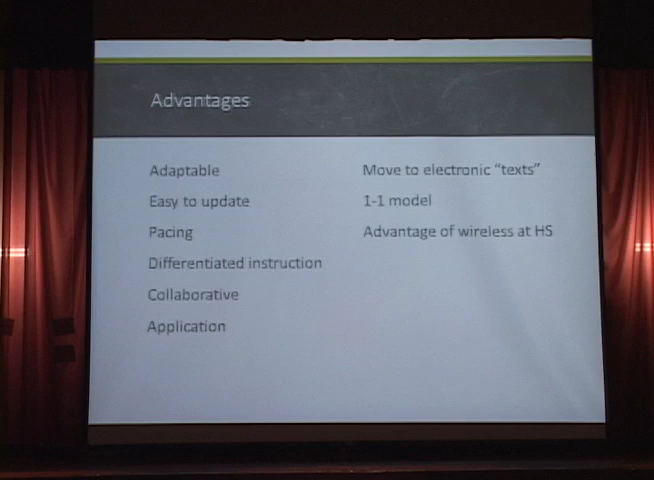 Advantages
Adaptable
Easy to update
Pacing
Differentiated instruction
Collaborative
Application
Move to electronic “texts”
1-1 model
Advantage of wireless at HS